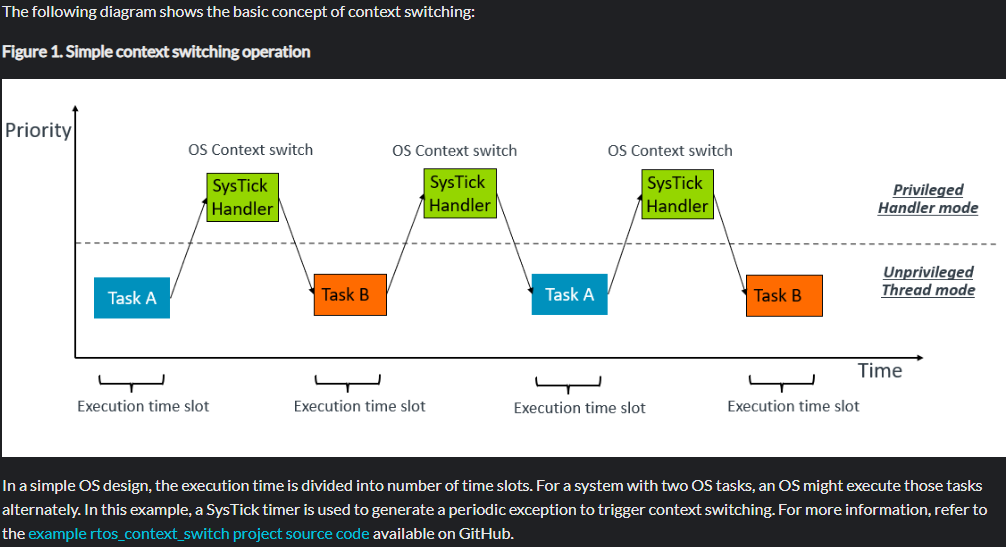 The following diagram shows the basic concept of context switching:
Figure 1. Simple context switching operation
Priority
OS Context switch
OS Context switch
OS Context switch
SysTick
Handler
SysTick
Handler
SysTick
Handler
Privileged
Handler mode
Unprivileged
Thread mode
Task A
Task B
Task A
Task B
Time
Execution time slot
Execution time slot
Execution time slot
Execution time slot
In a simple OS design, the execution time is divided into number of time slots. For a system with two OS tasks, an OS might execute those tasks
alternately. In this example, a SysTick timer is used to generate a periodic exception to trigger context switching. For more information, refer to
the example rtos_context_switch project source code available on GitHub.